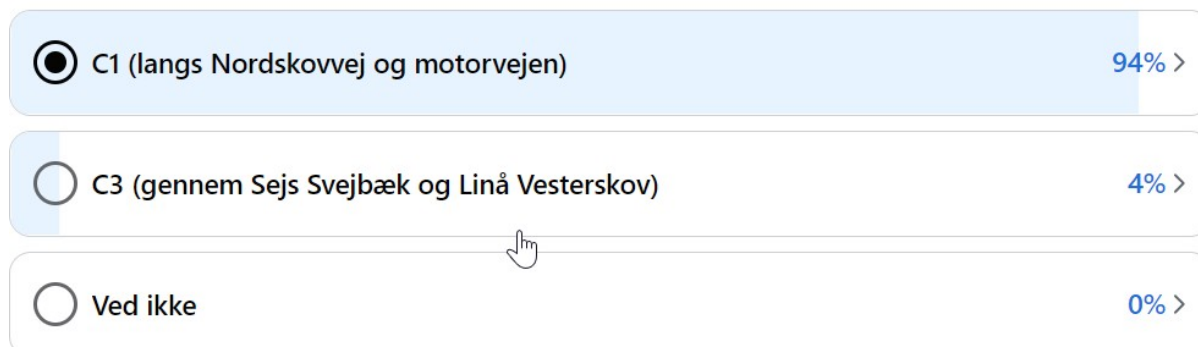 C1 (langs Nordskovvej og motorvejen) 94%
C3 (gennem Sejs Svejbæk og Linå Vesterskov) 4%
Ved ikke 0%